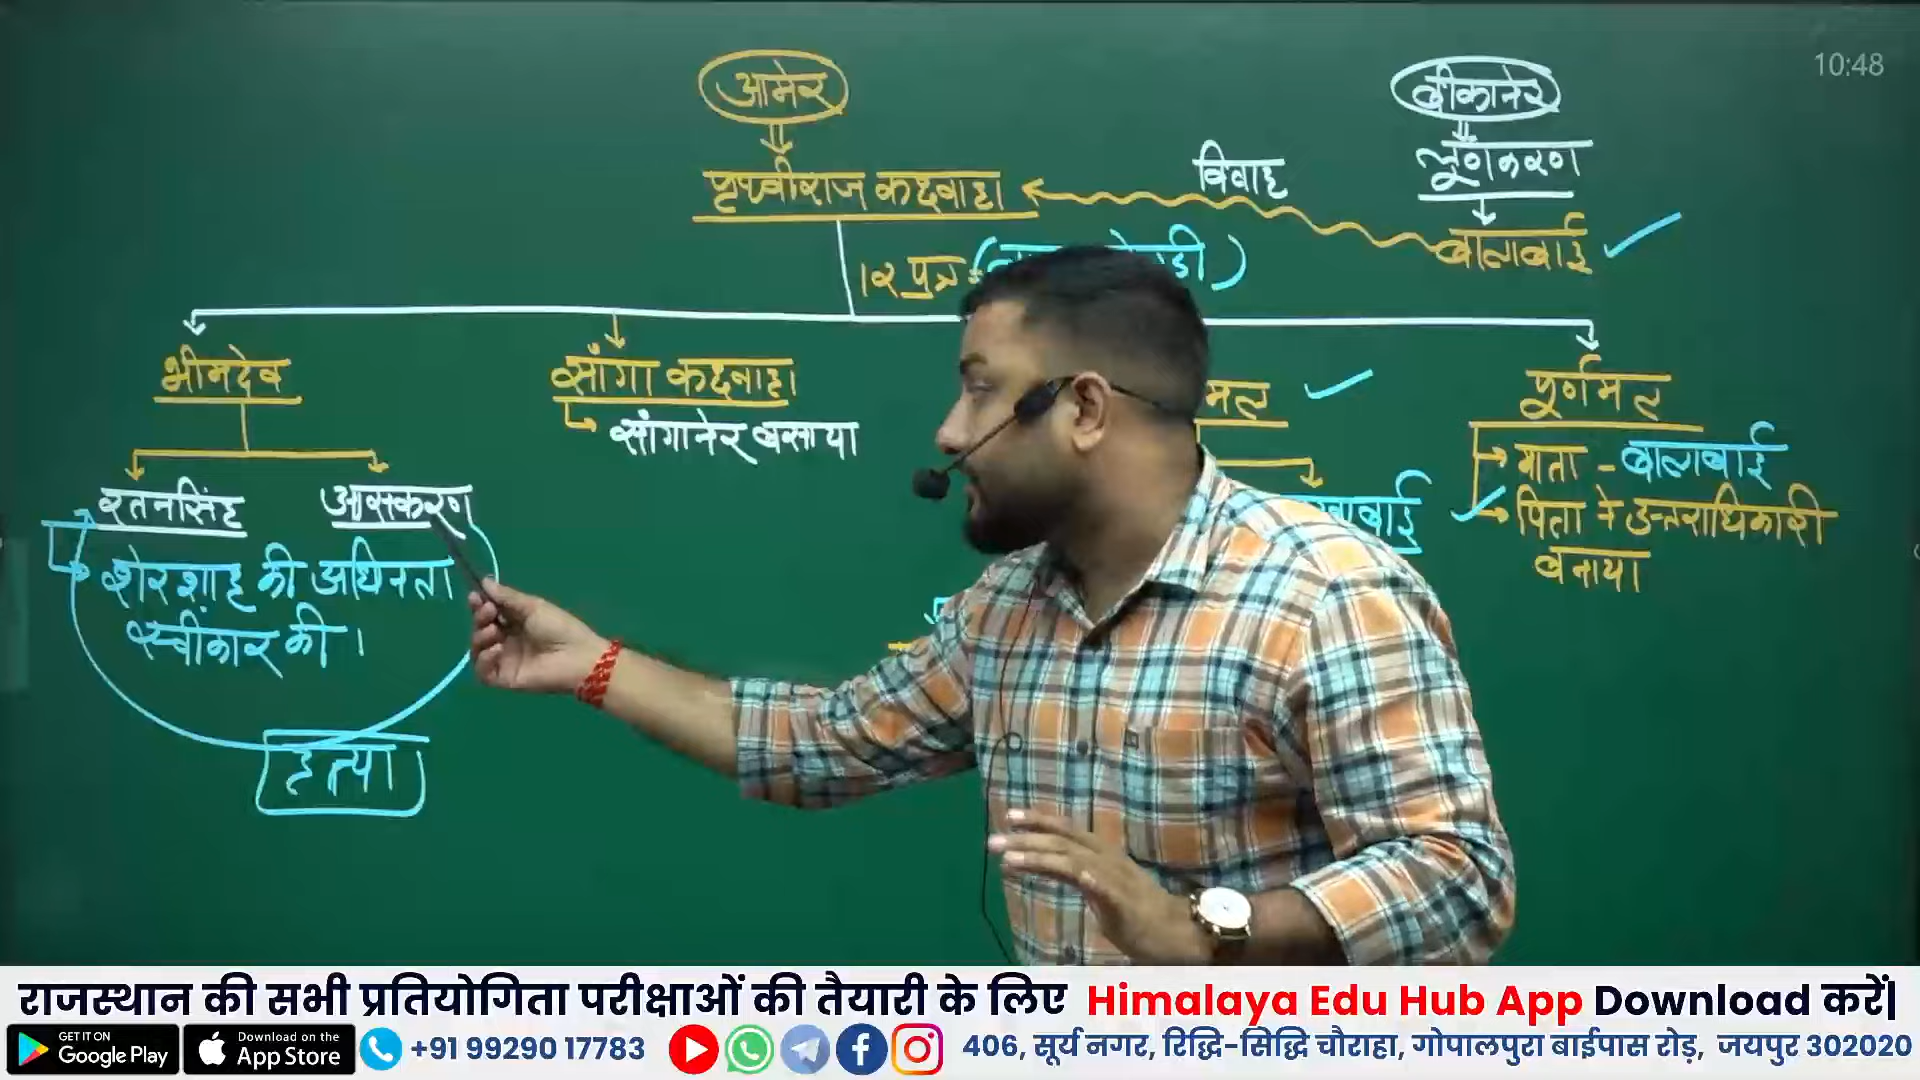 10:48
आमेर
बीकानेर
लूणकरण
विवाह
पृथ्वीराज कछवाहा
बालाबाई
12 पुत्र =
भीमदेव
सांगा कछवाहा
मल
पूर्णमल
सांगानेर बसाया
माता - बालाबाई
रतनसिंह
आसकरण
पिता ने उत्तराधिकारी
बनाया
शेरशाह की अधिनता
स्वीकार की।
हत्या
राजस्थान की सभी प्रतियोगिता परीक्षाओं की तैयारी के लिए Himalaya Edu Hub App Download करें|
GET IT ON
Google Play
Download on the
App Store
+91 99290 17783
406, सूर्य नगर, रिद्धि-सिद्धि चौराहा, गोपालपुरा बाईपास रोड़, जयपुर 302020